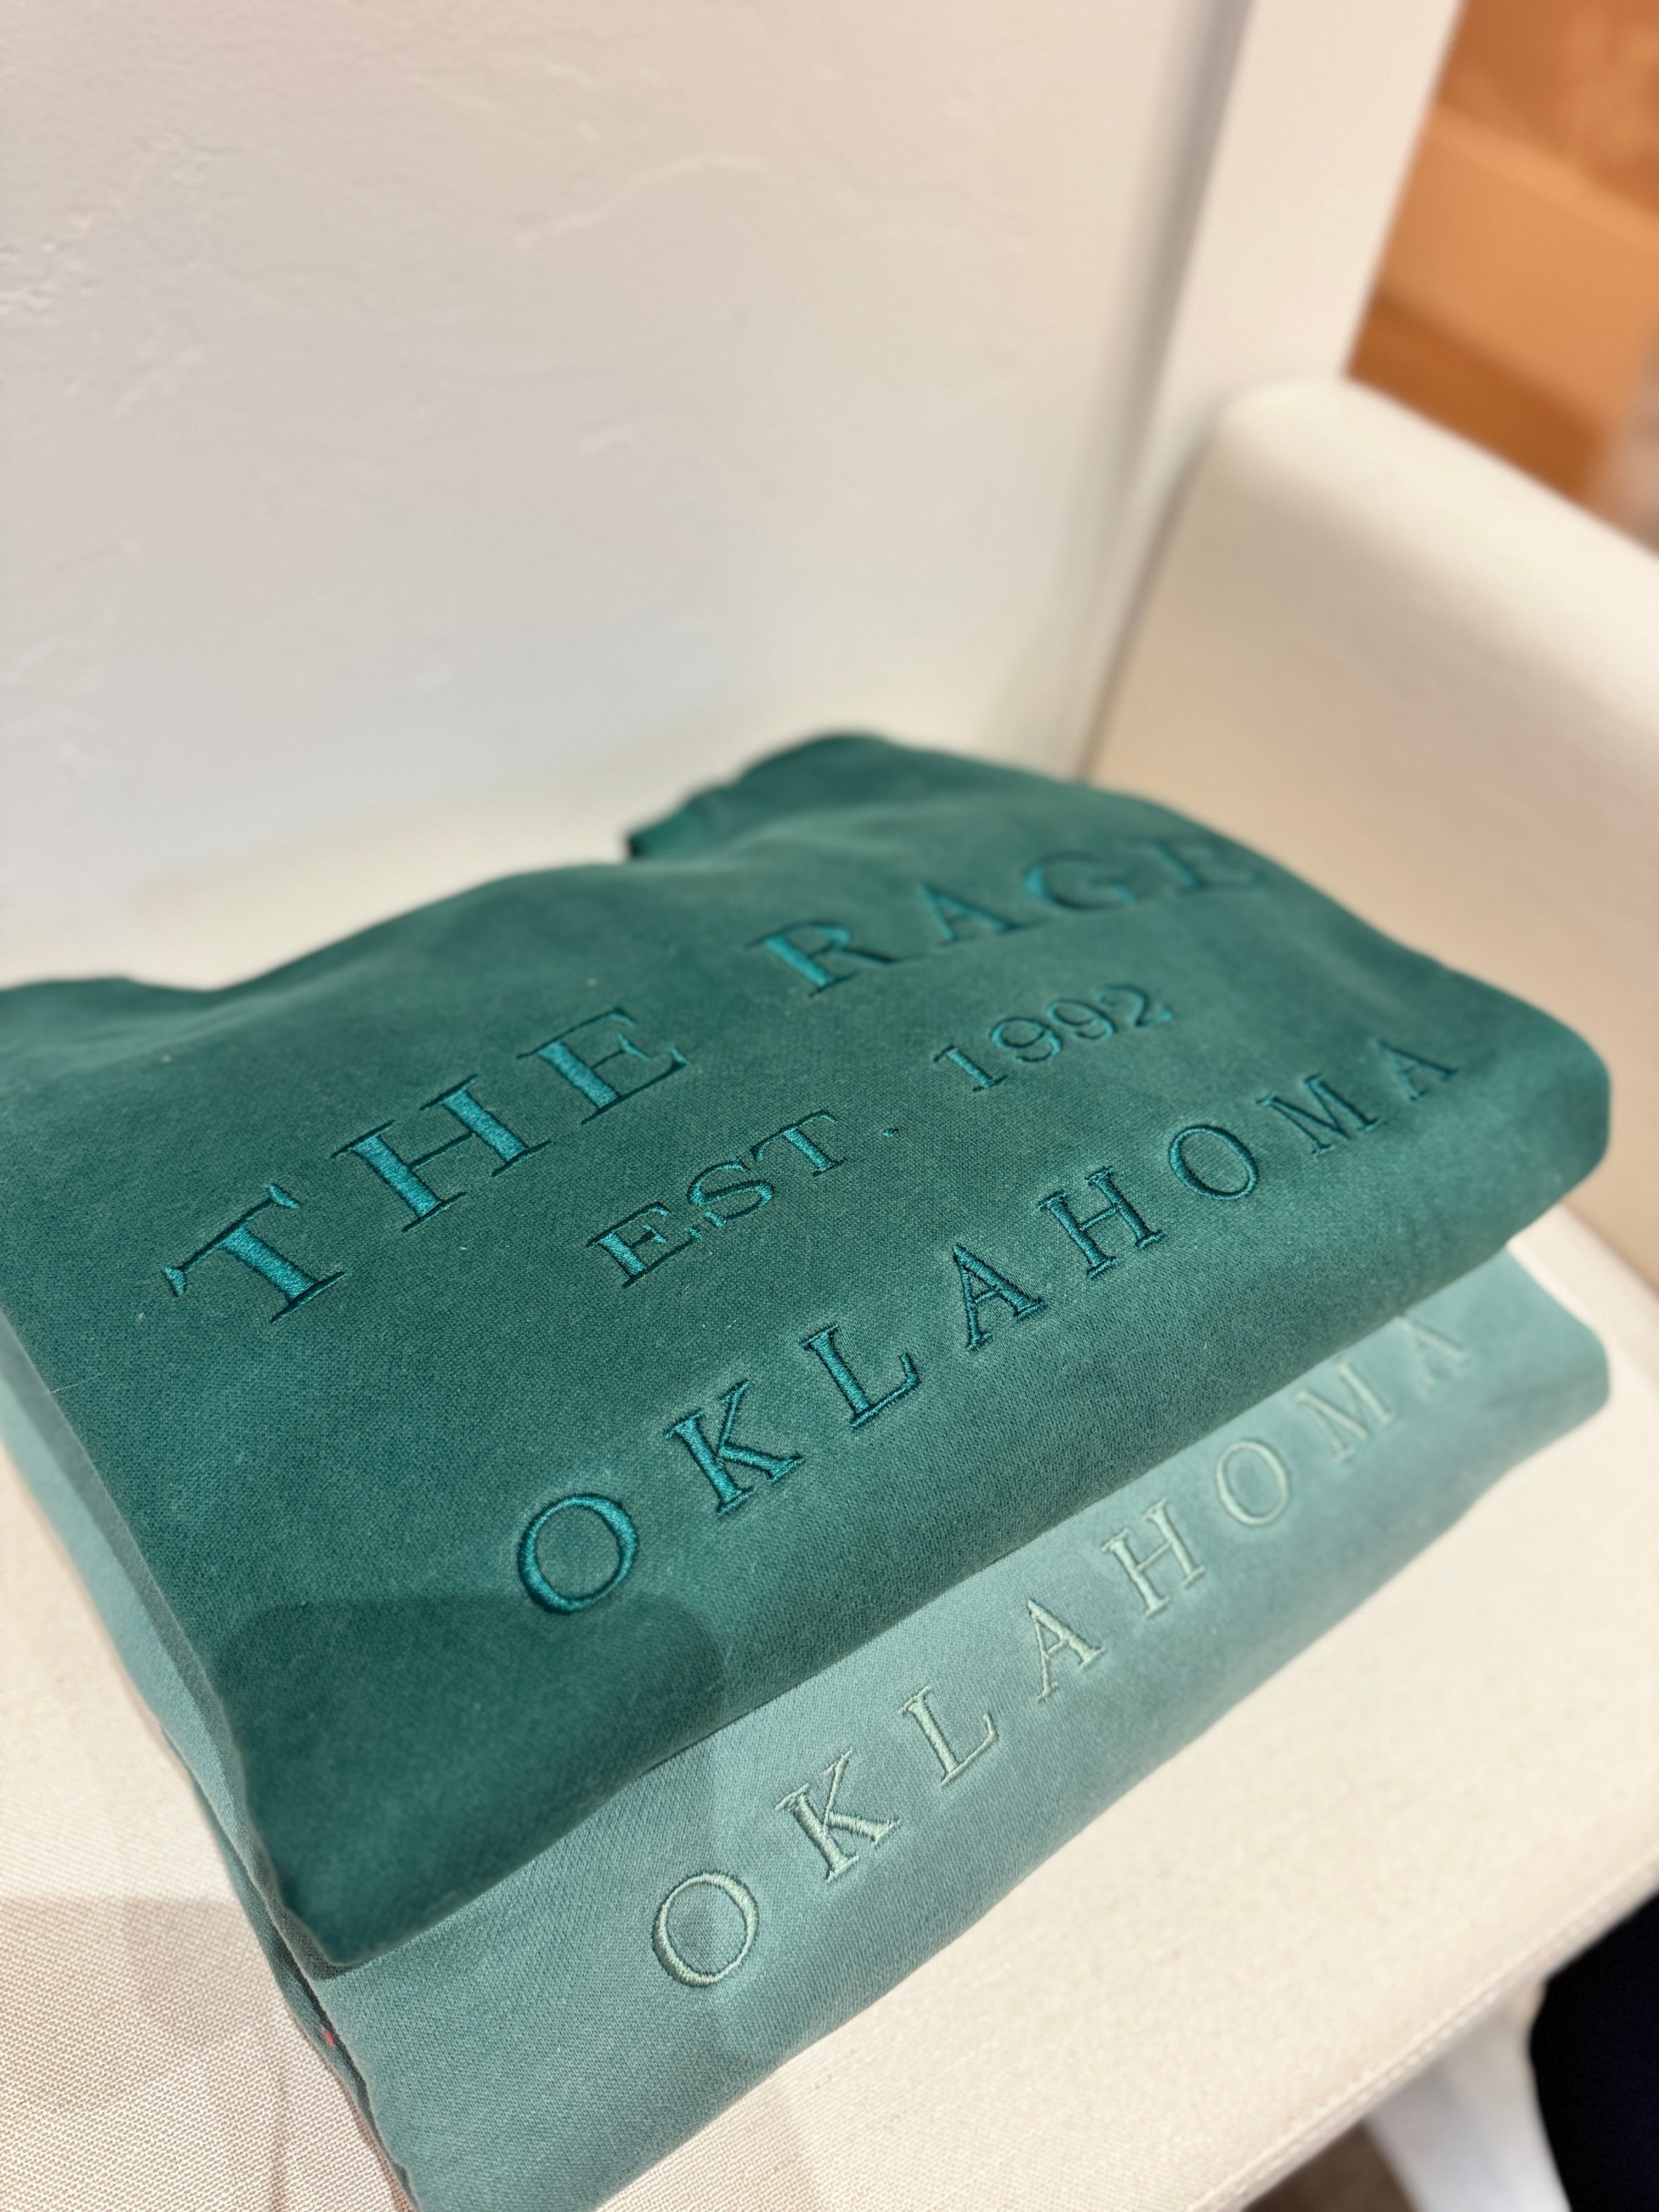 THE RAGE
EST. 1992
OKLAHOMA
OKLAHOMA